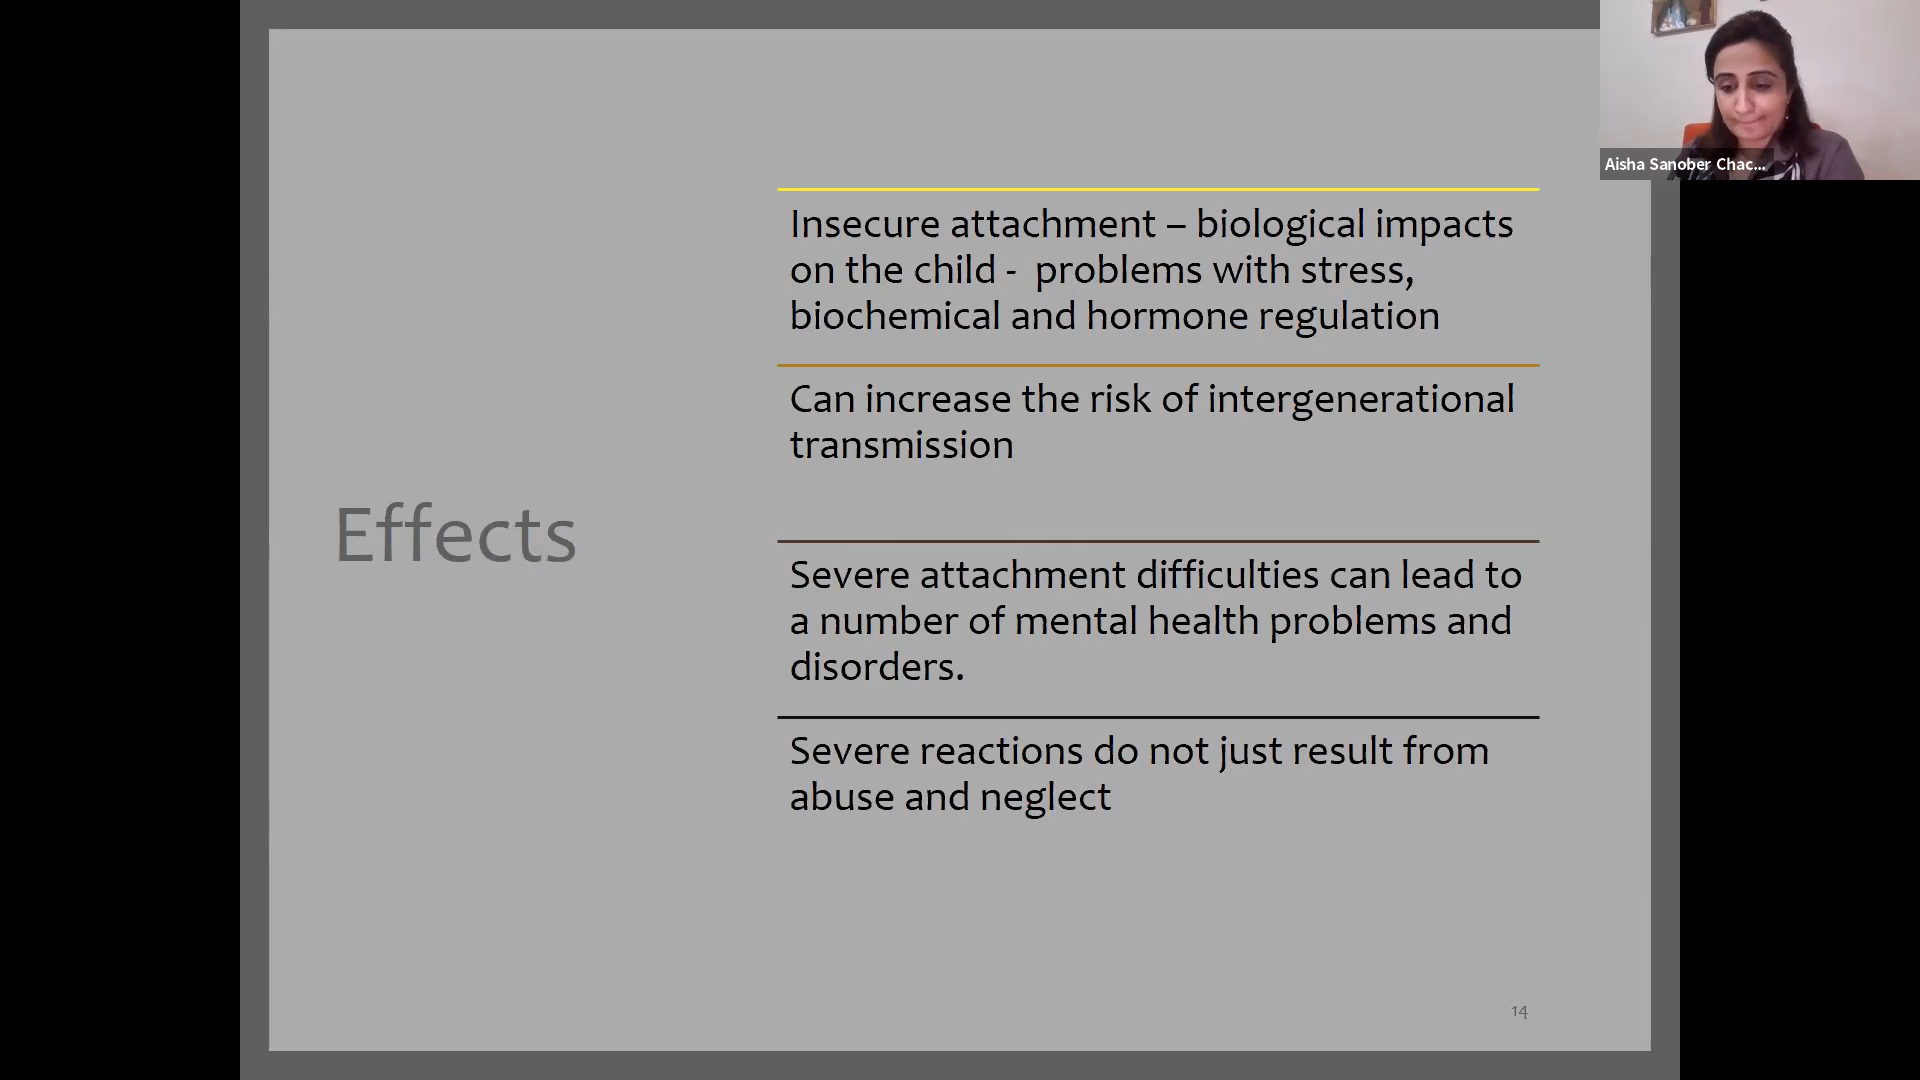 Aisha Sanober Chac...
Insecure attachment – biological impacts
on the child - problems with stress,
biochemical and hormone regulation
Can increase the risk of intergenerational
transmission
Effects
Severe attachment difficulties can lead to
a number of mental health problems and
disorders.
Severe reactions do not just result from
abuse and neglect
14